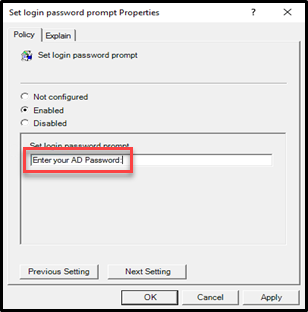 Set login password prompt Properties
Policy
Explain
Set login password prompt
Not configured
Enabled
Disabled
Set login password prompt
Enter your AD Password:
Previous Setting
Next Setting
OK
Cancel
Apply